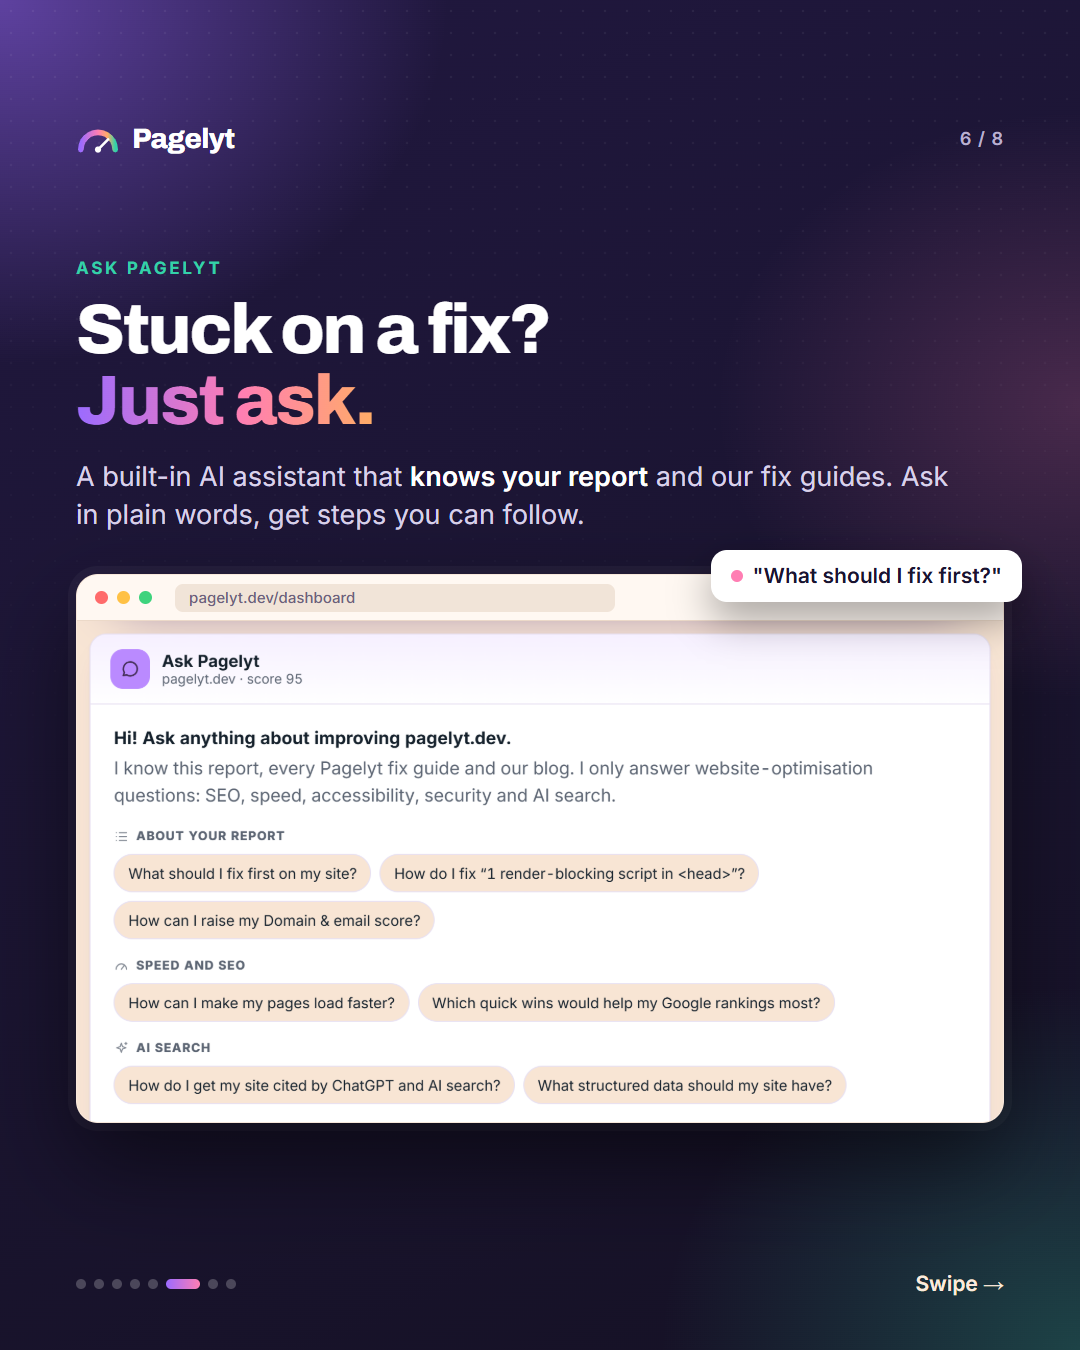 Pagelyt
6 / 8
ASK PAGELYT
Stuck on a fix?
Just ask.
A built-in AI assistant that knows your report and our fix guides. Ask
in plain words, get steps you can follow.
"What should I fix first?"
pagelyt.dev/dashboard
Ask Pagelyt
pagelyt.dev · score 95
Hi! Ask anything about improving pagelyt.dev.
I know this report, every Pagelyt fix guide and our blog. I only answer website-optimisation
questions: SEO, speed, accessibility, security and AI search.
ABOUT YOUR REPORT
What should I fix first on my site? How do I fix “1 render-blocking script in <head>”?
How can I raise my Domain & email score?
SPEED AND SEO
How can I make my pages load faster? Which quick wins would help my Google rankings most?
AI SEARCH
How do I get my site cited by ChatGPT and AI search? What structured data should my site have?
Swipe →